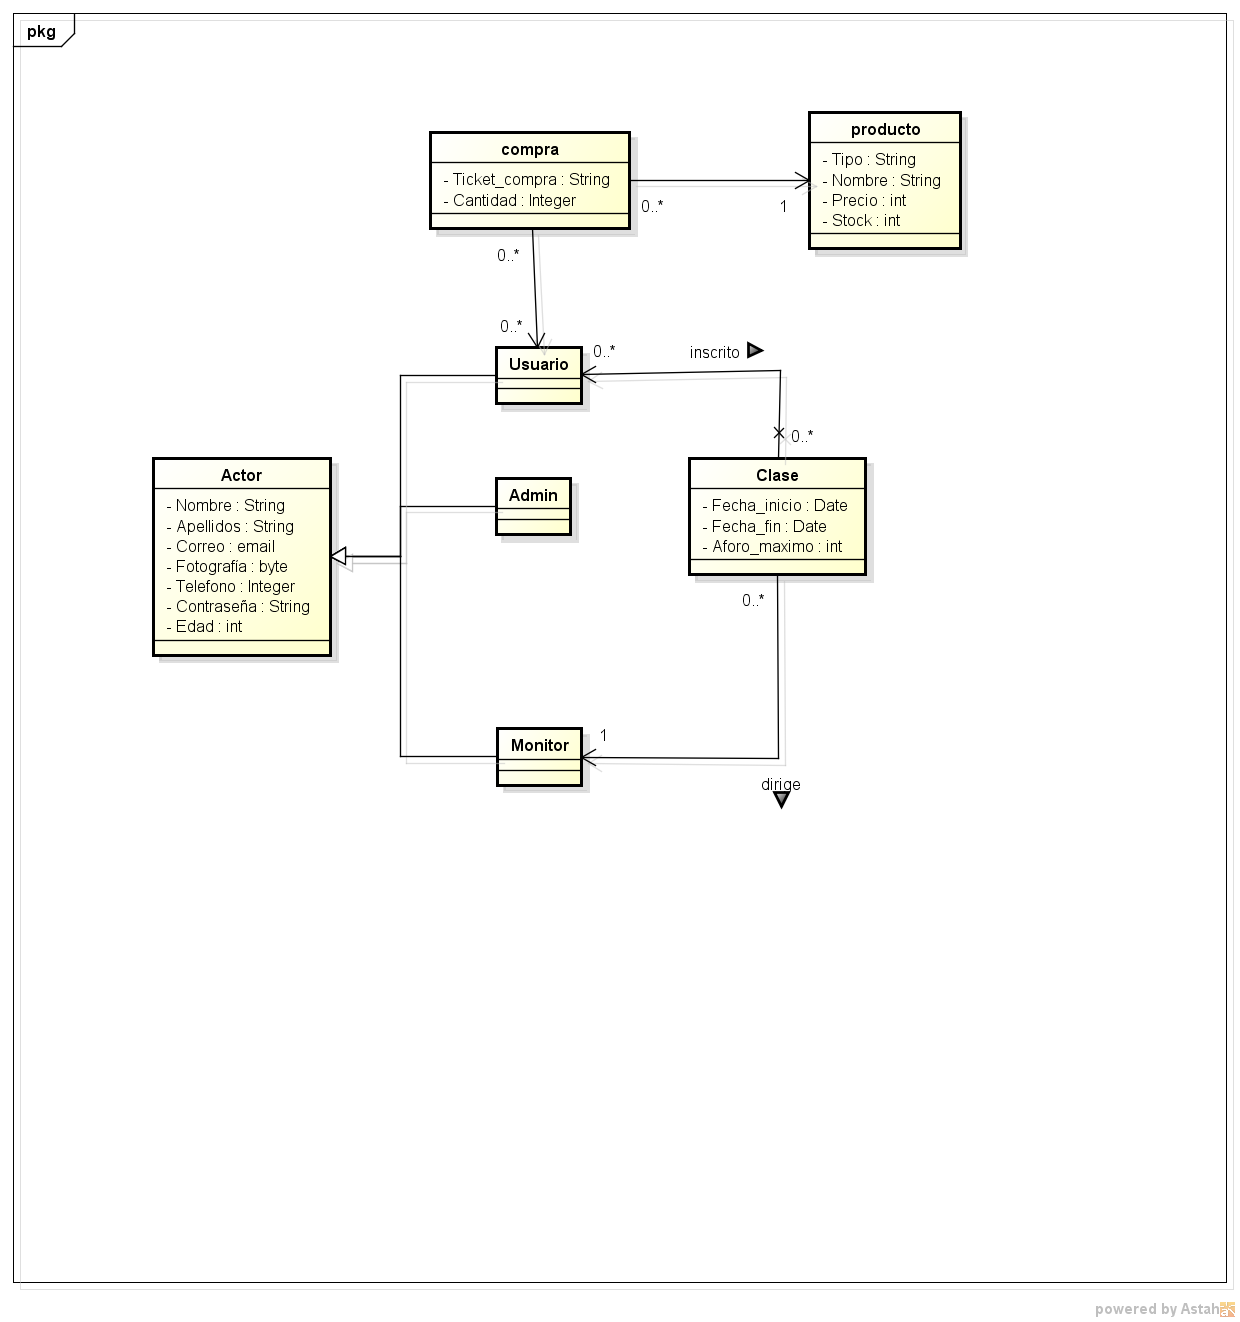 pkg
compra
- Ticket_compra : String
- Cantidad : Integer
producto
- Tipo : String
- Nombre : String
- Precio : int
- Stock : int
0..*
1
0..*
0..*
Usuario
0..*
inscrito
0..*
Actor
- Nombre : String
- Apellidos : String
- Correo : email
- Fotografía : byte
- Telefono : Integer
- Contraseña : String
- Edad : int
Admin
Clase
- Fecha_inicio : Date
- Fecha_fin : Date
- Aforo_maximo : int
0..*
Monitor
1
dirige
powered by Astah